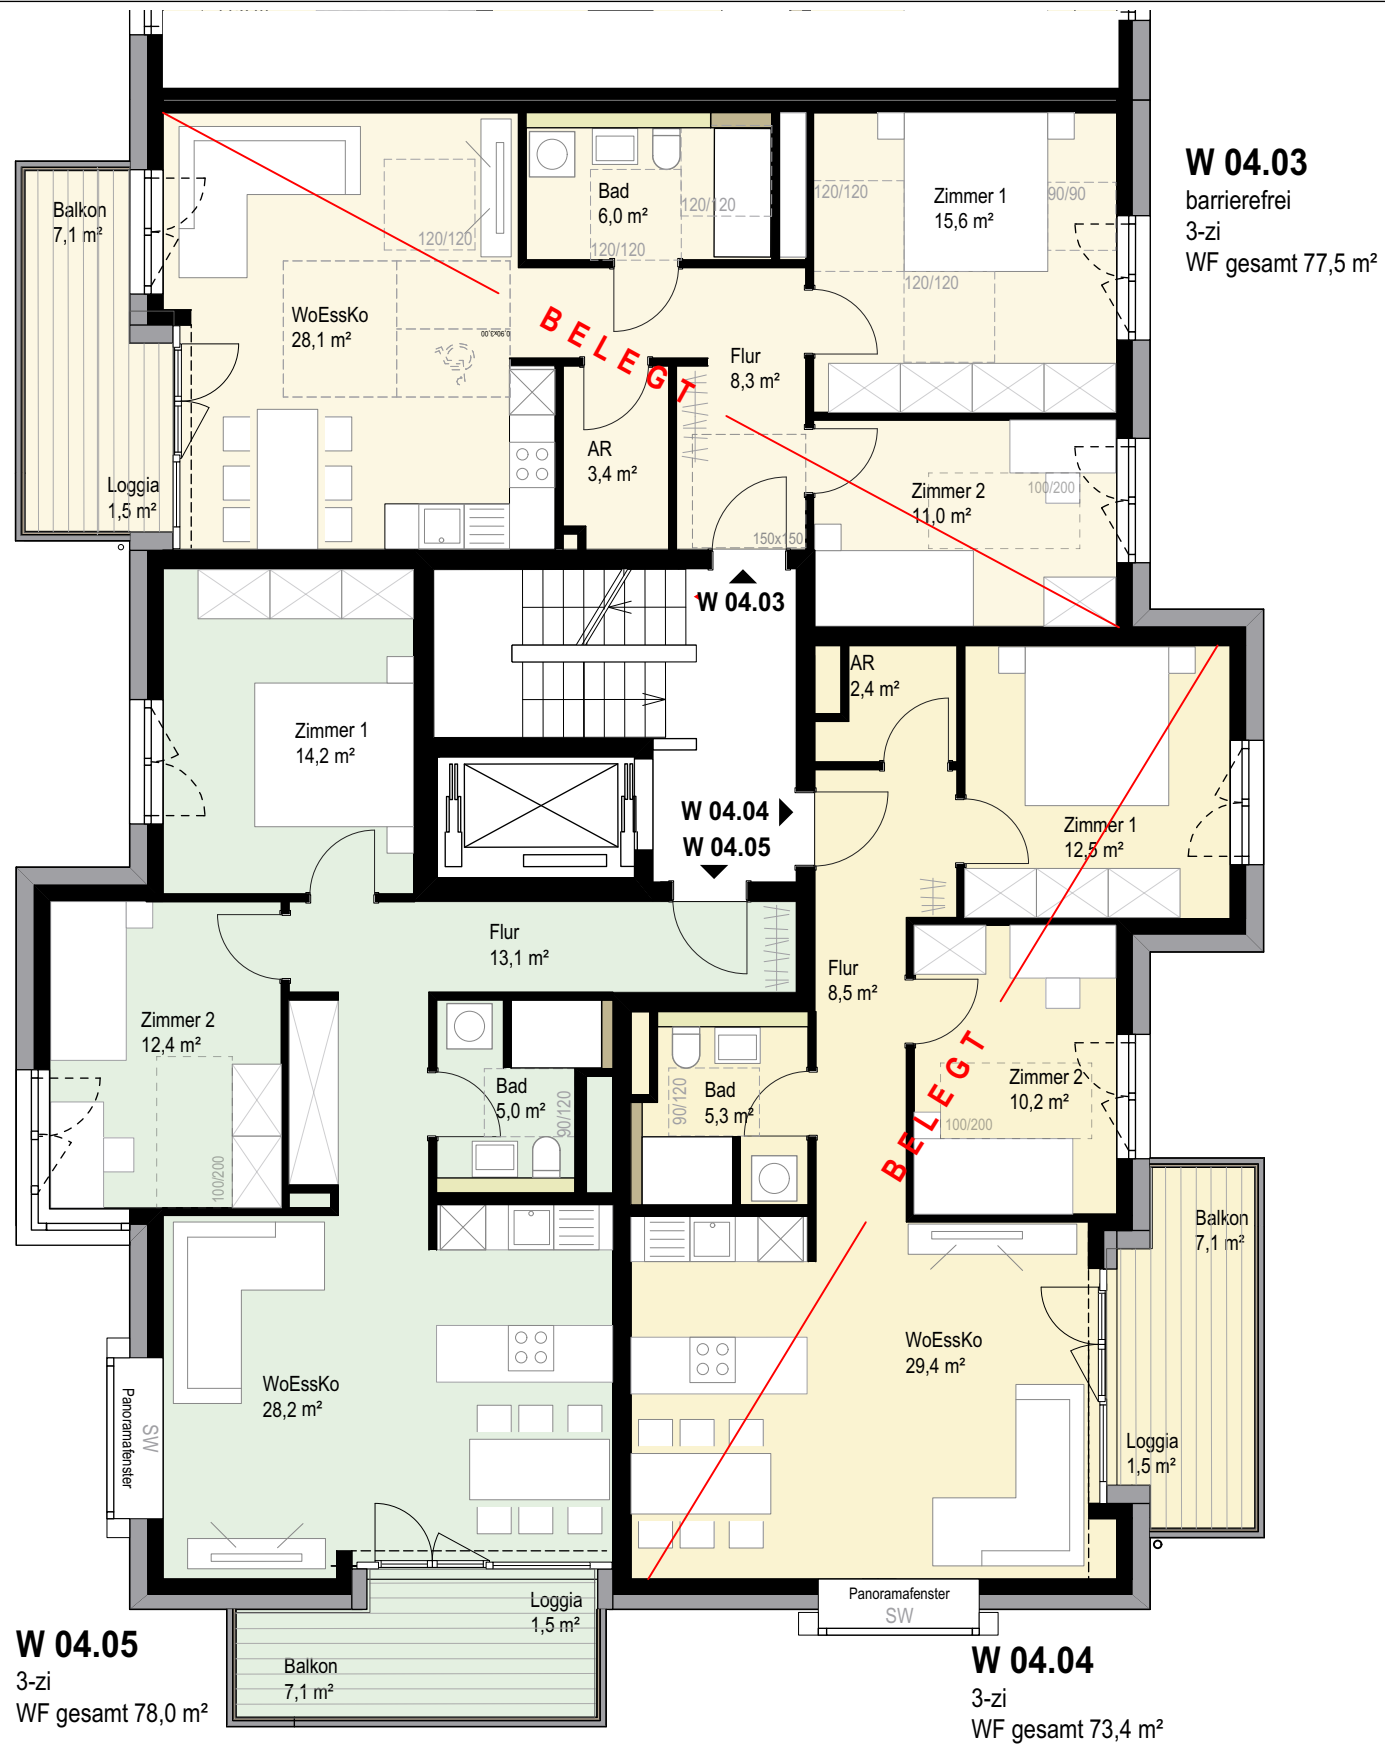 W 04.03
barrierefrei
3-zi
WF gesamt 77,5 m²
Balkon
7,1 m²
Loggia
1,5 m²
WoEssKo
28,1 m²
120/120
0.90x3.00
Bad
6,0 m²
120/120
120/120
Zimmer 1
15,6 m²
120/120
90/90
120/120
BELEGT
Flur
8,3 m²
AR
3,4 m²
150x150
Zimmer 2
11,0 m²
100/200
W 04.03
W 04.04
W 04.05
Zimmer 1
14,2 m²
AR
2,4 m²
Zimmer 1
12,5 m²
Flur
13,1 m²
Zimmer 2
12,4 m²
100/200
Bad
5,0 m²
90/120
Bad
5,3 m²
90/120
Flur
8,5 m²
Zimmer 2
10,2 m²
100/200
BELEGT
Balkon
7,1 m²
Loggia
1,5 m²
WoEssKo
29,4 m²
WoEssKo
28,2 m²
Panoramafenster
SW
Panoramafenster
SW
Loggia
1,5 m²
Balkon
7,1 m²
W 04.05
3-zi
WF gesamt 78,0 m²
W 04.04
3-zi
WF gesamt 73,4 m²